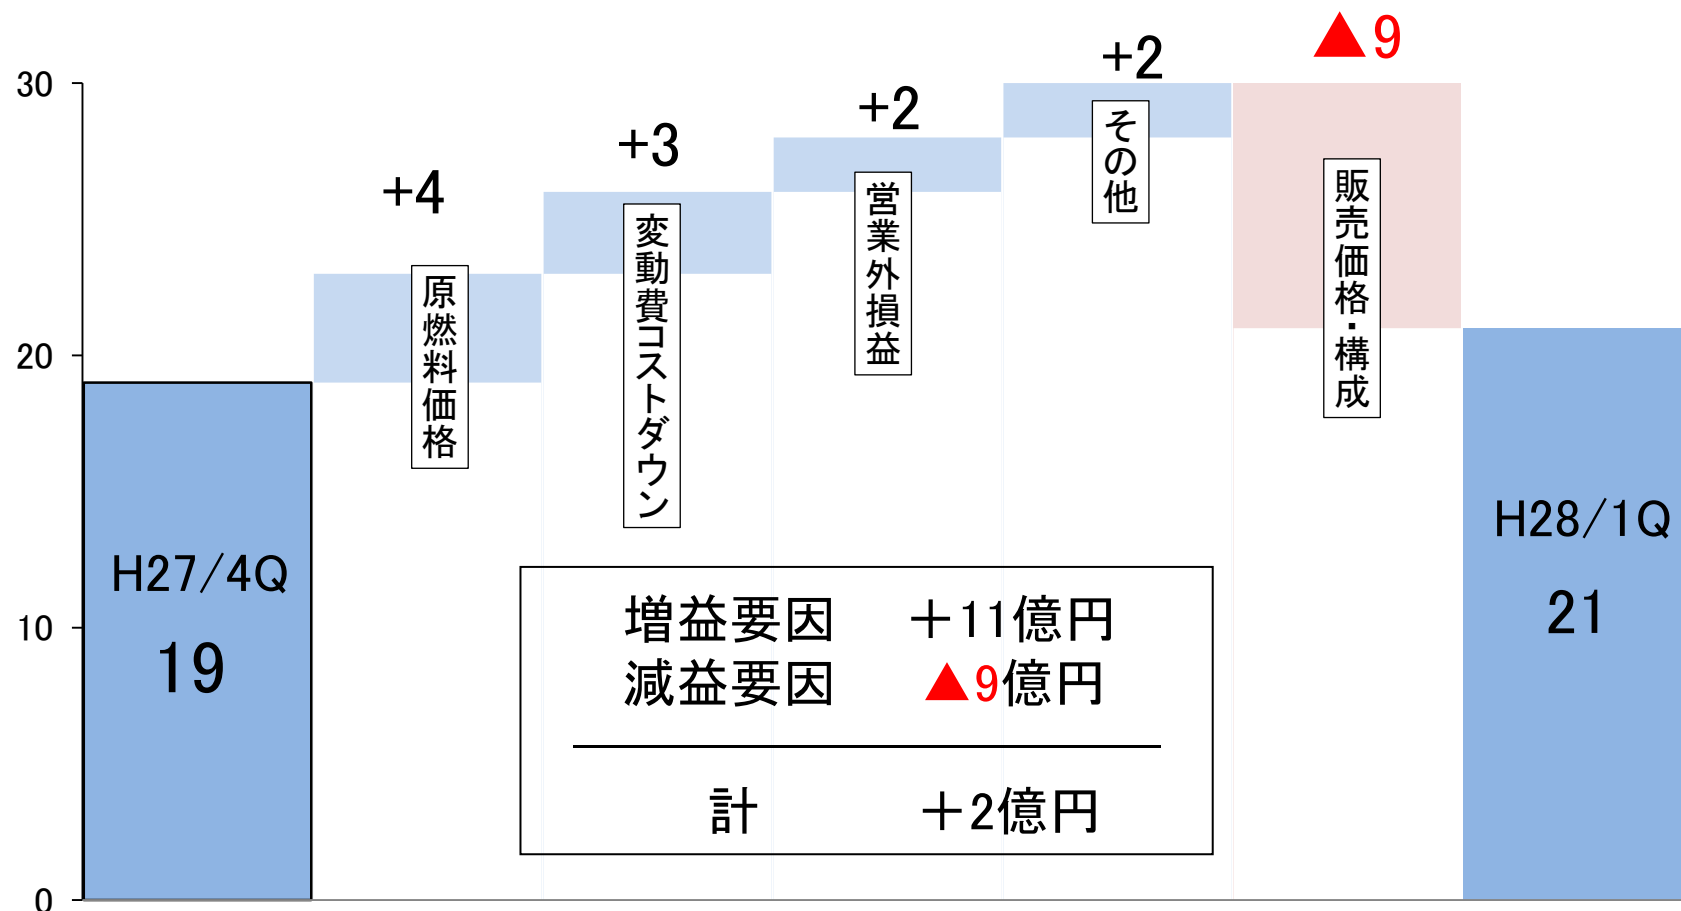 30
20
10
0
H27/4Q
19
+4
原燃料価格
+3
変動費コストダウン
+2
営業外損益
+2
その他
▲9
販売価格・構成
H28/1Q
21
増益要因 +11億円
減益要因 ▲9億円
計 +2億円